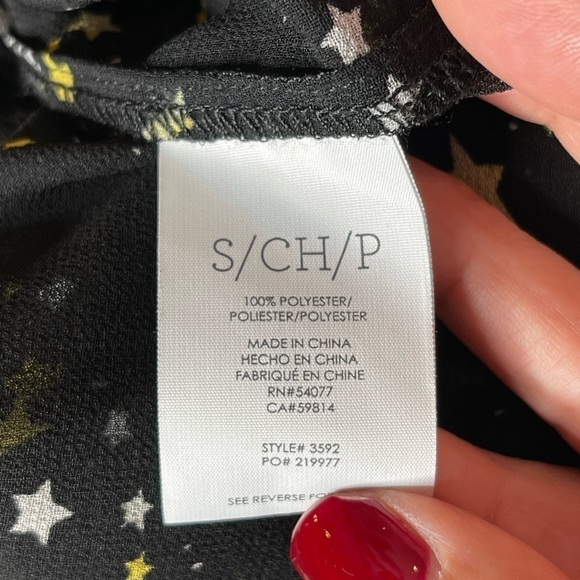 S/CH/P
100% POLYESTER/
POLIESTER/POLYESTER
MADE IN CHINA
HECHO EN CHINA
FABRIQUÉ EN CHINE
RN#54077
CA#59814
STYLE# 3592
PO# 219977
SEE REVERSE